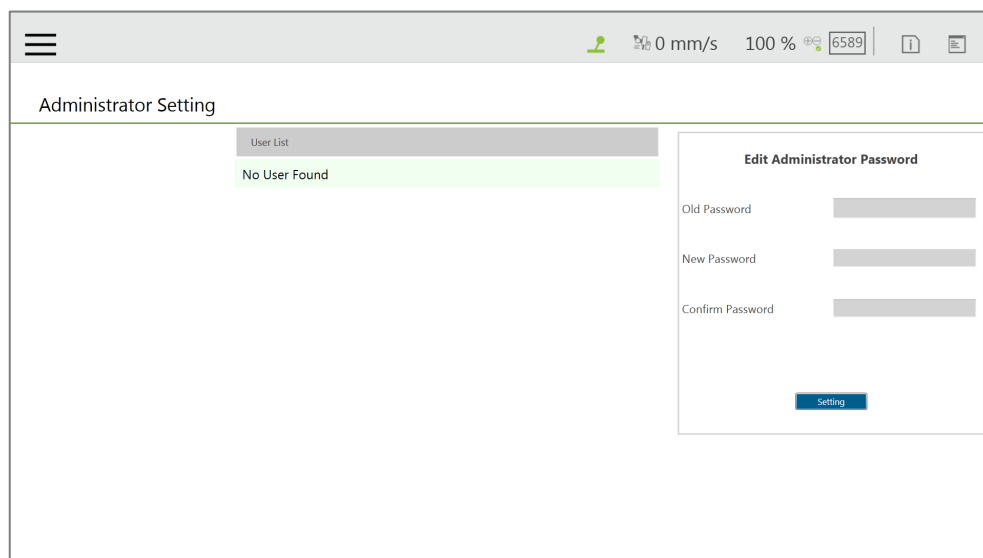 0 mm/s 100 % 6589
Administrator Setting
User List
No User Found
Edit Administrator Password
Old Password
New Password
Confirm Password
Setting